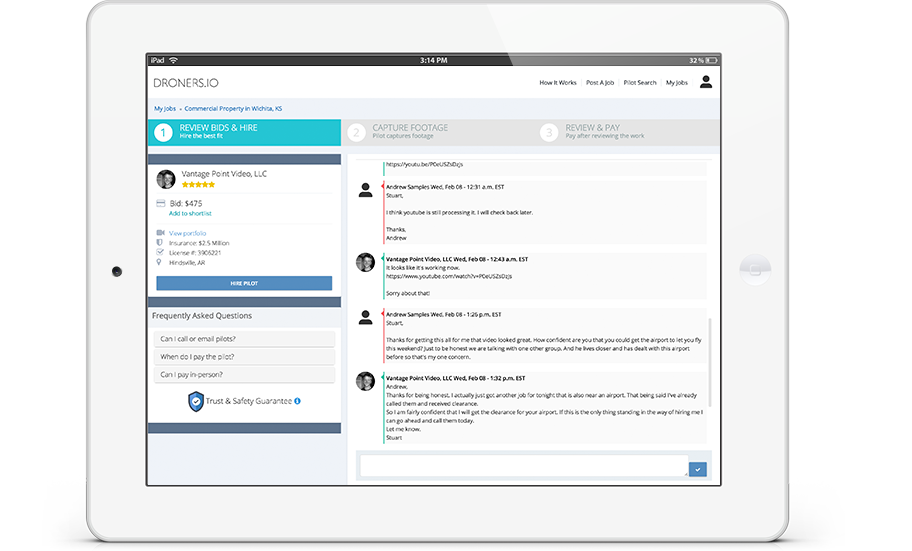 iPad 3:14 PM 32 %
DRONERS.IO
How It Works Post A Job Pilot Search My Jobs
My Jobs Commercial Property in Wichita, KS
1 REVIEW BIDS & HIRE
Hire the best fit
2 CAPTURE FOOTAGE
Pilot captures footage
3 REVIEW & PAY
Pay after reviewing the work
Vantage Point Video, LLC
Bid: $475
Add to shortlist
View portfolio
Insurance: $2.5 Million
License #: 3906221
Hindsville, AR
HIRE PILOT
Frequently Asked Questions
Can I call or email pilots?
When do I pay the pilot?
Can I pay in-person?
Trust & Safety Guarantee
Andrew Samples Wed, Feb 08 - 12:31 a.m. EST
Stuart,
I think youtube is still processing it. I will check back later.
Thanks,
Andrew
Vantage Point Video, LLC Wed, Feb 08 - 12:43 a.m. EST
It looks like it's working now.
Sorry about that!
Andrew Samples Wed, Feb 08 - 1:26 p.m. EST
Stuart,
Thanks for getting this all for me that video looked great. How confident are you that you could get the airport to let you fly
this weekend? Just to be honest we are talking with one other group. And he lives closer and has dealt with this airport
before so that's my one concern.
Vantage Point Video, LLC Wed, Feb 08 - 1:32 p.m. EST
Andrew,
Thanks for being honest, I actually just got another job for tonight that is also near an airport. That being said I've already
called them and received clearance.
So I am fairly confident that I will get the clearance for your airport. If this is the only thing standing in the way of hiring me I
can go ahead and call them today.
Let me know,
Stuart